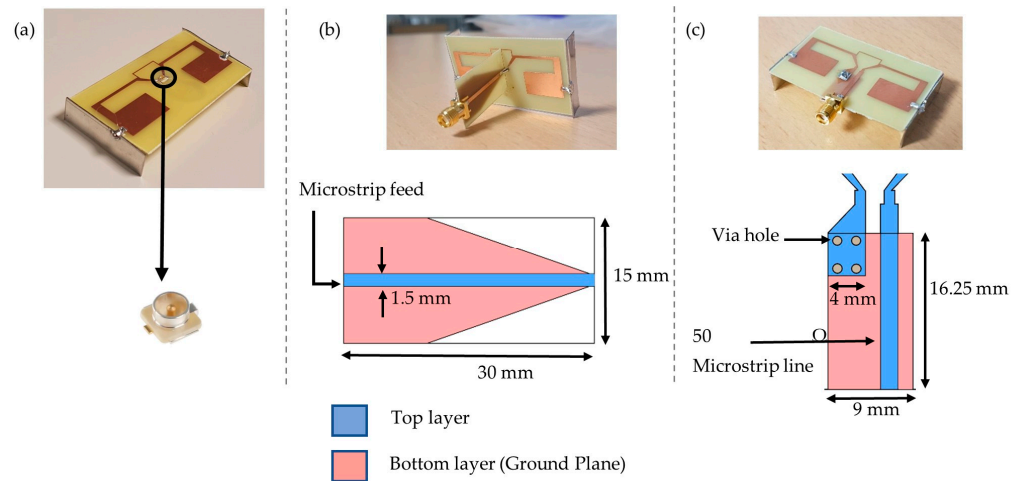 (a)
(b)
(c)
Microstrip feed
1.5 mm
15 mm
30 mm
Via hole
4 mm
16.25 mm
50 O
Microstrip line
9 mm
Top layer
Bottom layer (Ground Plane)